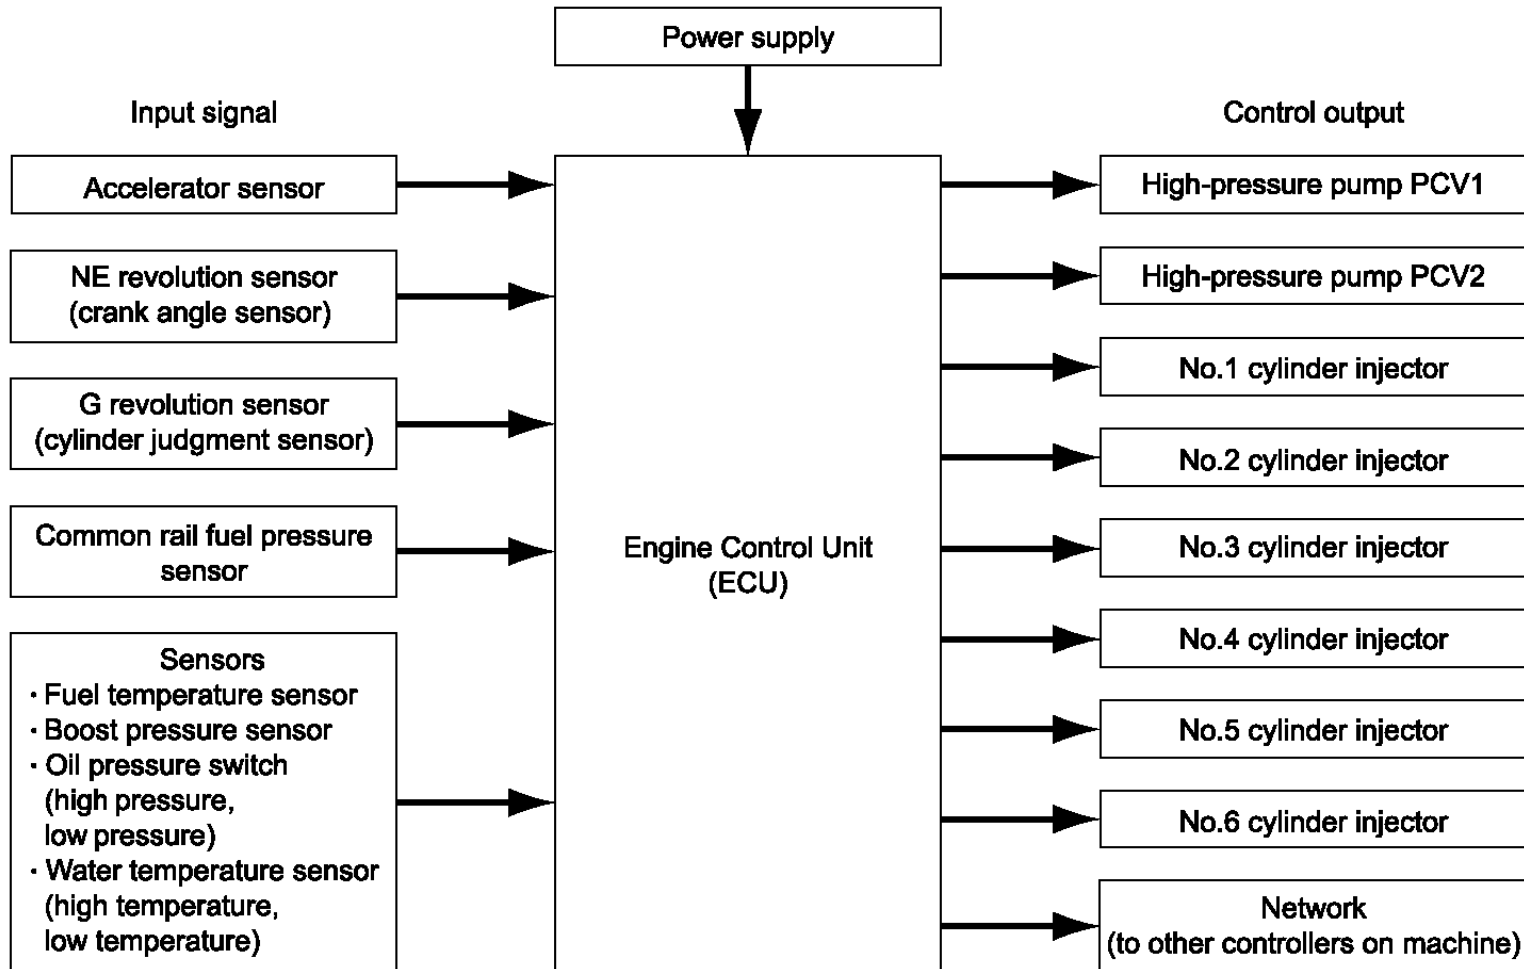 Power supply
Input signal
Control output
Accelerator sensor
NE revolution sensor
(crank angle sensor)
G revolution sensor
(cylinder judgment sensor)
Common rail fuel pressure
sensor
Sensors
· Fuel temperature sensor
· Boost pressure sensor
· Oil pressure switch
(high pressure,
low pressure)
· Water temperature sensor
(high temperature,
low temperature)
Engine Control Unit
(ECU)
High-pressure pump PCV1
High-pressure pump PCV2
No.1 cylinder injector
No.2 cylinder injector
No.3 cylinder injector
No.4 cylinder injector
No.5 cylinder injector
No.6 cylinder injector
Network
(to other controllers on machine)